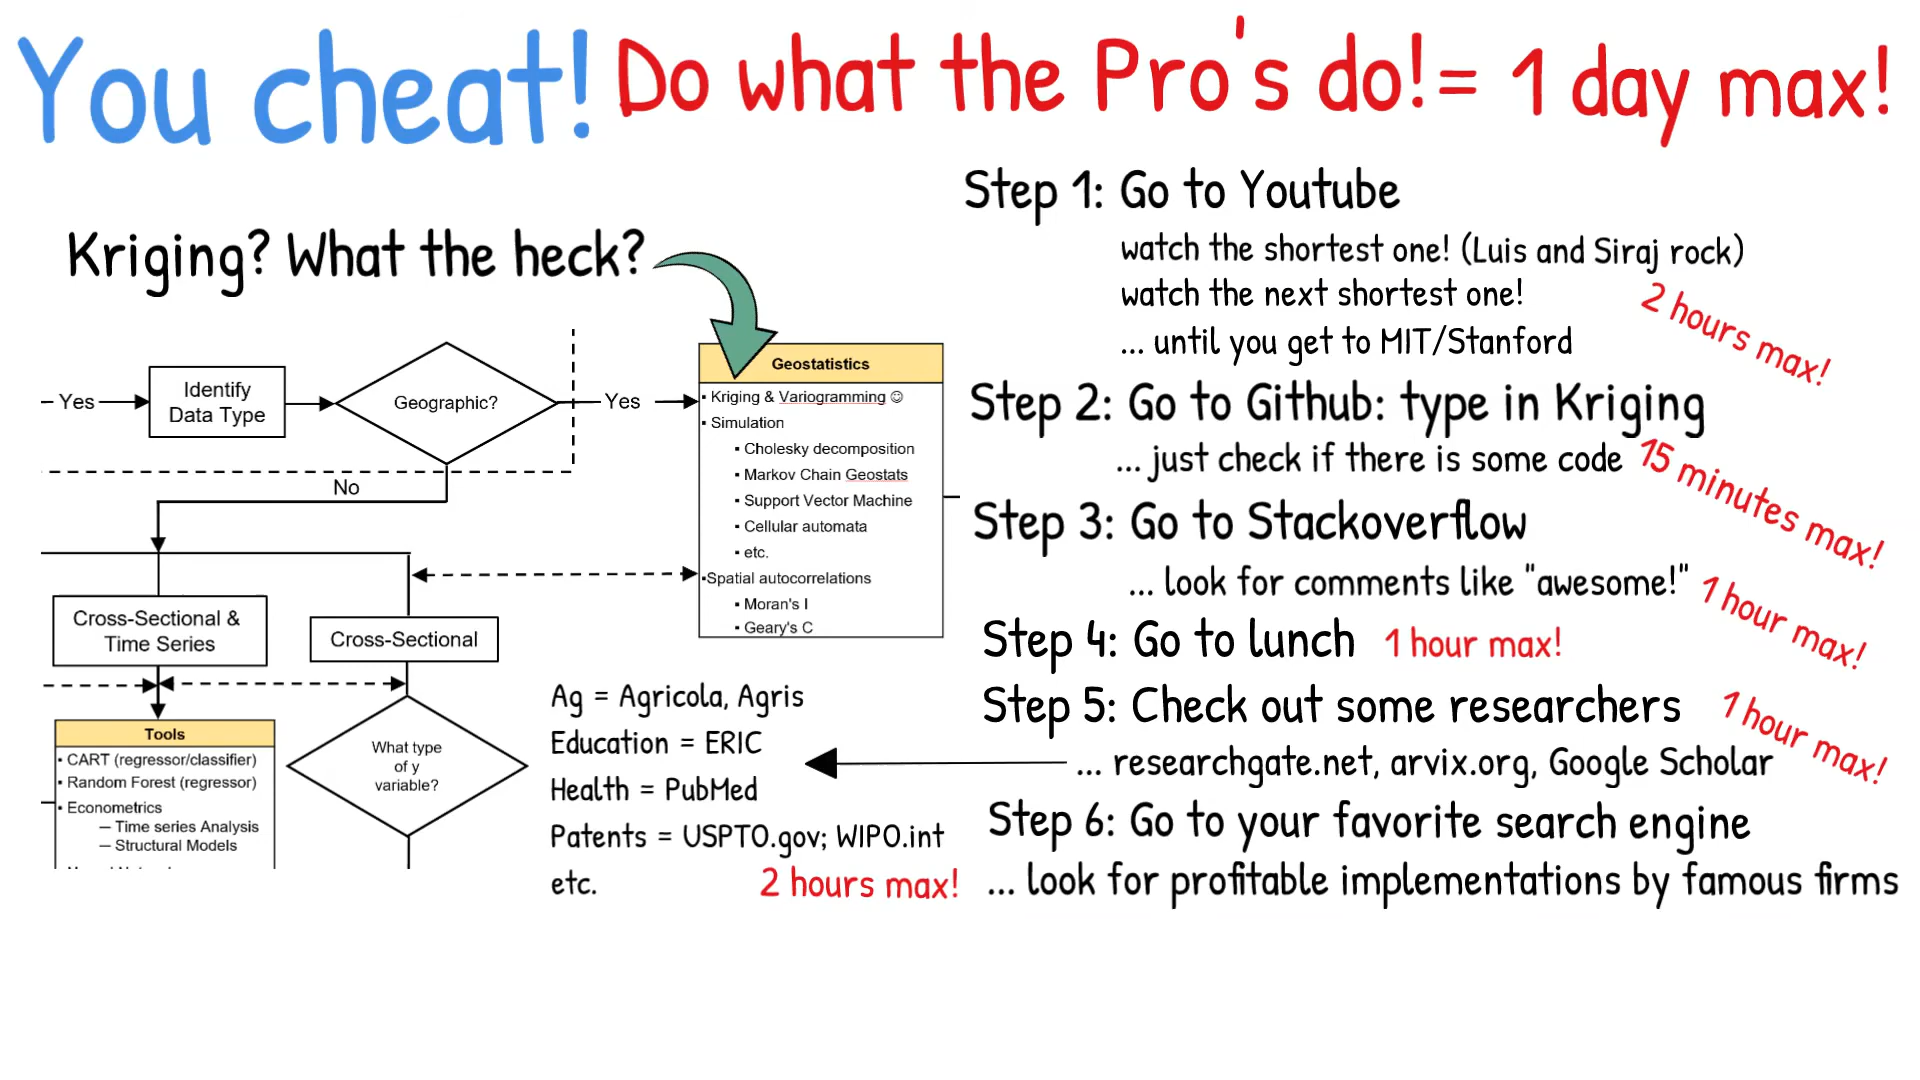 You cheat! Do what the Pro's do! = 1 day max!
Kriging? What the heck?
Yes
Identify
Data Type
Geographic?
Yes
No
Geostatistics
▪ Kriging & Variogramming ☺
▪ Simulation
▪ Cholesky decomposition
▪ Markov Chain Geostats
▪ Support Vector Machine
▪ Cellular automata
▪ etc.
▪Spatial autocorrelations
▪ Moran's I
▪ Geary's C
Cross-Sectional &
Time Series
Cross-Sectional
Tools
▪ CART (regressor/classifier)
▪ Random Forest (regressor)
▪ Econometrics
— Time series Analysis
— Structural Models
What type
of y
variable?
Ag = Agricola, Agris
Education = ERIC
Health = PubMed
Patents = USPTO.gov; WIPO.int
etc.
2 hours max!
Step 1: Go to Youtube
watch the shortest one! (Luis and Siraj rock)
watch the next shortest one!
... until you get to MIT/Stanford
2 hours max!
Step 2: Go to Github: type in Kriging
... just check if there is some code
15 minutes max!
Step 3: Go to Stackoverflow
... look for comments like "awesome!"
1 hour max!
Step 4: Go to lunch
1 hour max!
Step 5: Check out some researchers
1 hour max!
... researchgate.net, arvix.org, Google Scholar
Step 6: Go to your favorite search engine
... look for profitable implementations by famous firms